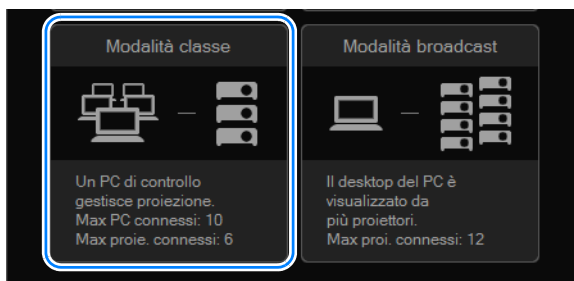 Modalità classe
Un PC di controllo
gestisce proiezione.
Max PC connessi: 10
Max proie. connessi: 6
Modalità broadcast
Il desktop del PC è
visualizzato da
più proiettori.
Max proi. connessi: 12